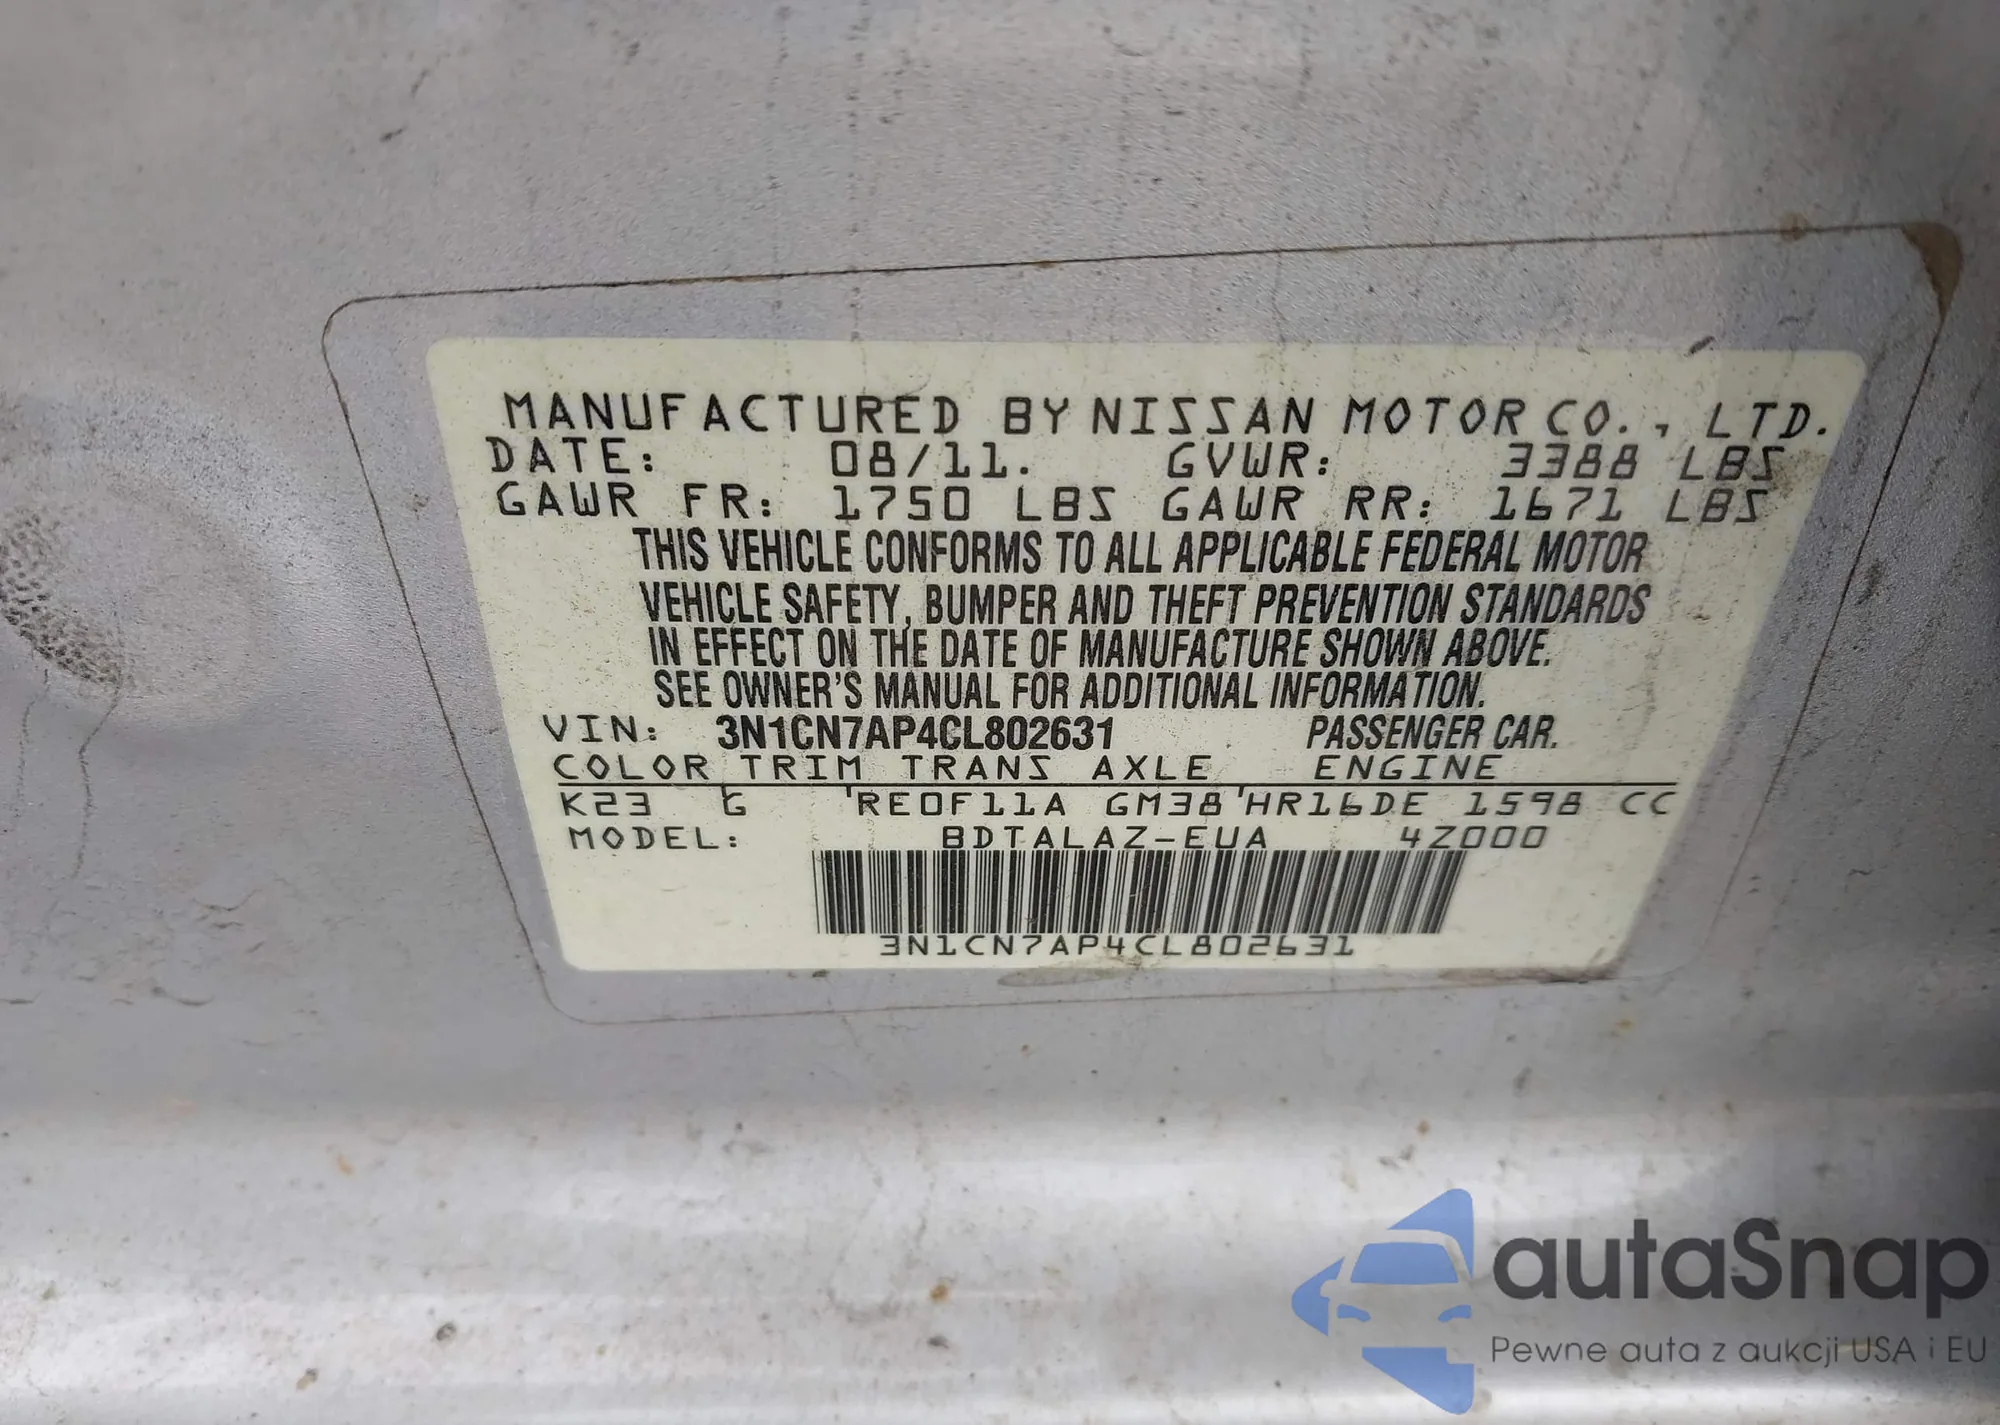 MANUFACTURED BY NISSAN MOTOR CO., LTD.
DATE: 08/11. GVWR: 3388 LBS
GAWR FR: 1750 LBS GAWR RR: 1671 LBS
THIS VEHICLE CONFORMS TO ALL APPLICABLE FEDERAL MOTOR
VEHICLE SAFETY, BUMPER AND THEFT PREVENTION STANDARDS
IN EFFECT ON THE DATE OF MANUFACTURE SHOWN ABOVE.
SEE OWNER'S MANUAL FOR ADDITIONAL INFORMATION.
VIN: 3N1CN7AP4CL802631 PASSENGER CAR.
COLOR TRIM TRANS AXLE ENGINE
K23 G RE0F11A GM38 HR16DE 1598 CC
MODEL: BDTALAZ-EUA 4Z000
3N1CN7AP4CL802631
autaSnap
Pewne auta z aukcji USA i EU